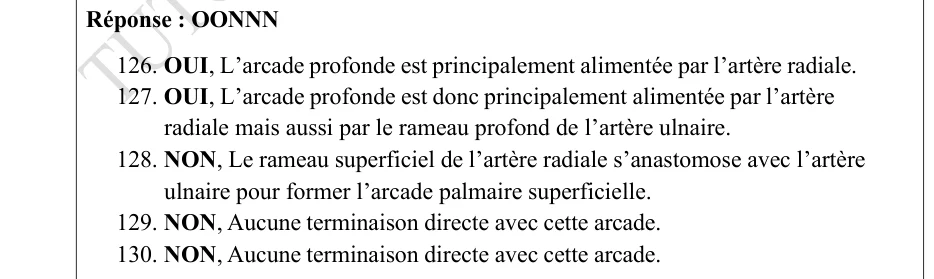 Réponse : OONNN
126. OUI, L’arcade profonde est principalement alimentée par l’artère radiale.
127. OUI, L’arcade profonde est donc principalement alimentée par l’artère
radiale mais aussi par le rameau profond de l’artère ulnaire.
128. NON, Le rameau superficiel de l’artère radiale s’anastomose avec l’artère
ulnaire pour former l’arcade palmaire superficielle.
129. NON, Aucune terminaison directe avec cette arcade.
130. NON, Aucune terminaison directe avec cette arcade.